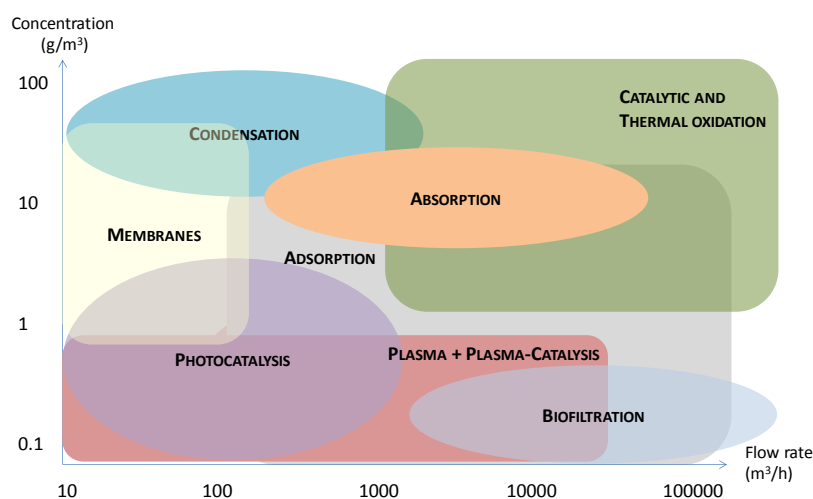 Concentration
(g/m³)
100
CATALYTIC AND
THERMAL OXIDATION
CONDENSATION
10
ABSORPTION
MEMBRANES
ADSORPTION
1
PLASMA + PLASMA-CATALYSIS
PHOTOCATALYSIS
BIOFILTRATION
0.1
Flow rate
(m³/h)
10 100 1000 10000 100000